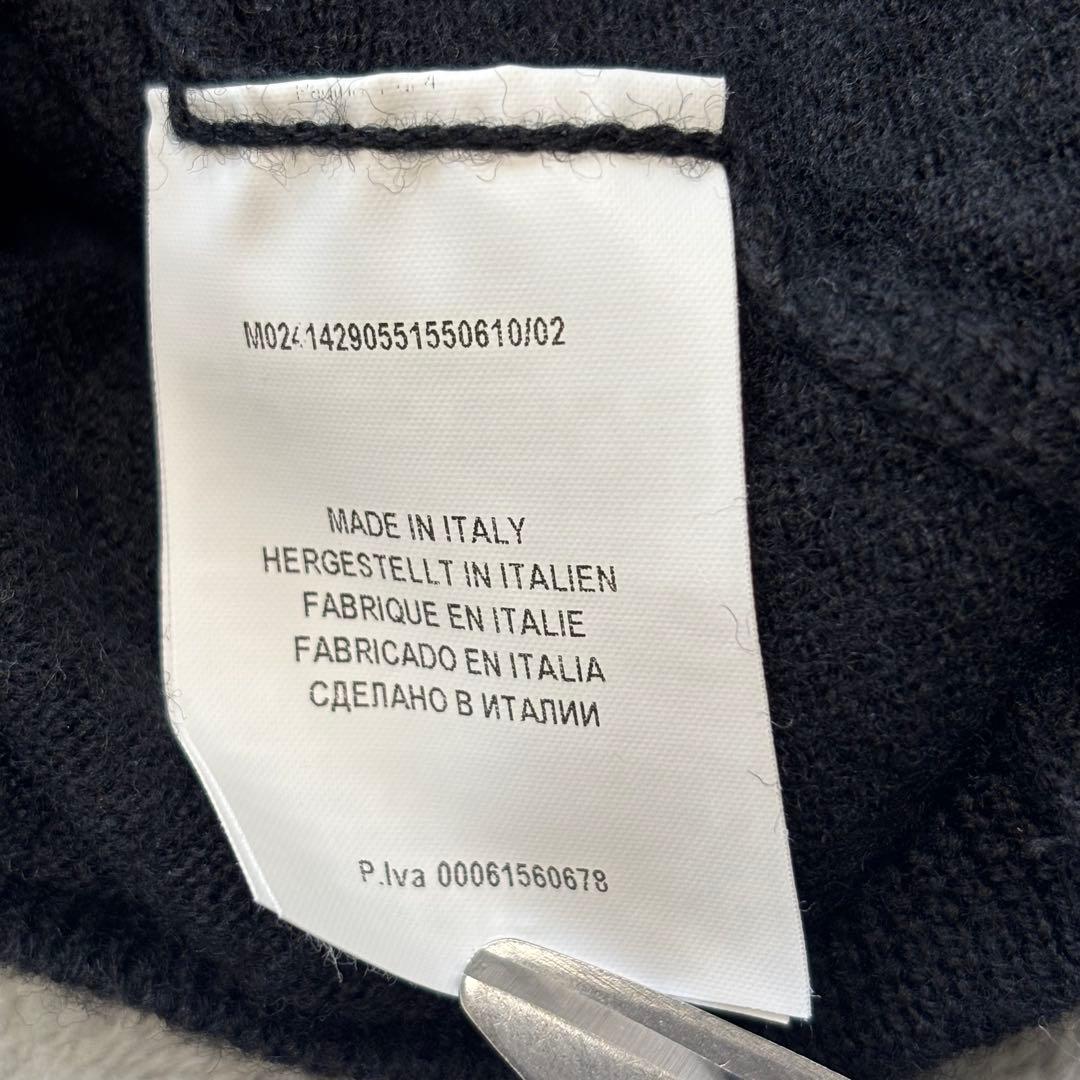 M02414290551550610/02
MADE IN ITALY
HERGESTELLT IN ITALIEN
FABRIQUE EN ITALIE
FABRICADO EN ITALIA
СДЕЛАНО В ИТАЛИИ
P.Iva 00061560678